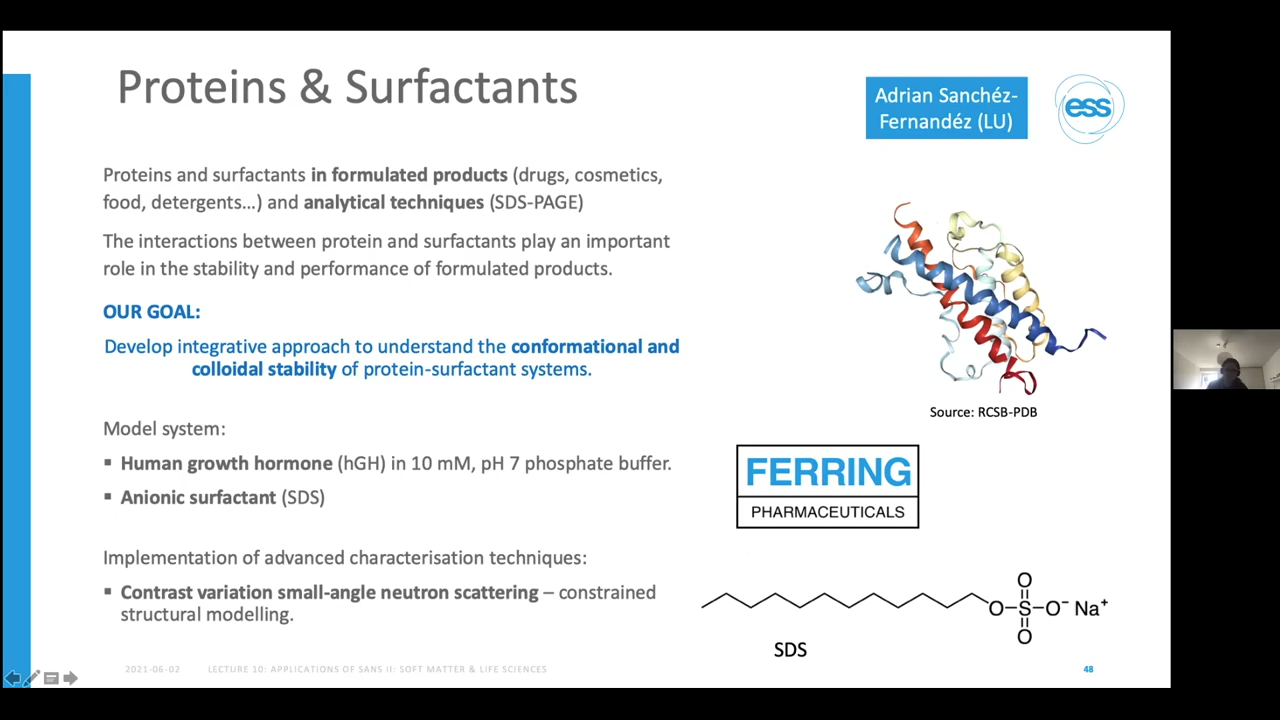 Proteins & Surfactants
Adrian Sanchéz-
Fernandéz (LU)
ess
Proteins and surfactants in formulated products (drugs, cosmetics,
food, detergents…) and analytical techniques (SDS-PAGE)
The interactions between protein and surfactants play an important
role in the stability and performance of formulated products.
OUR GOAL:
Develop integrative approach to understand the conformational and
colloidal stability of protein-surfactant systems.
Source: RCSB-PDB
Model system:
▪ Human growth hormone (hGH) in 10 mM, pH 7 phosphate buffer.
▪ Anionic surfactant (SDS)
FERRING
PHARMACEUTICALS
Implementation of advanced characterisation techniques:
▪ Contrast variation small-angle neutron scattering – constrained
structural modelling.
O
O–S–O⁻ Na⁺
O
SDS
2021-06-02 LECTURE 10: APPLICATIONS OF SANS II: SOFT MATTER & LIFE SCIENCES 48